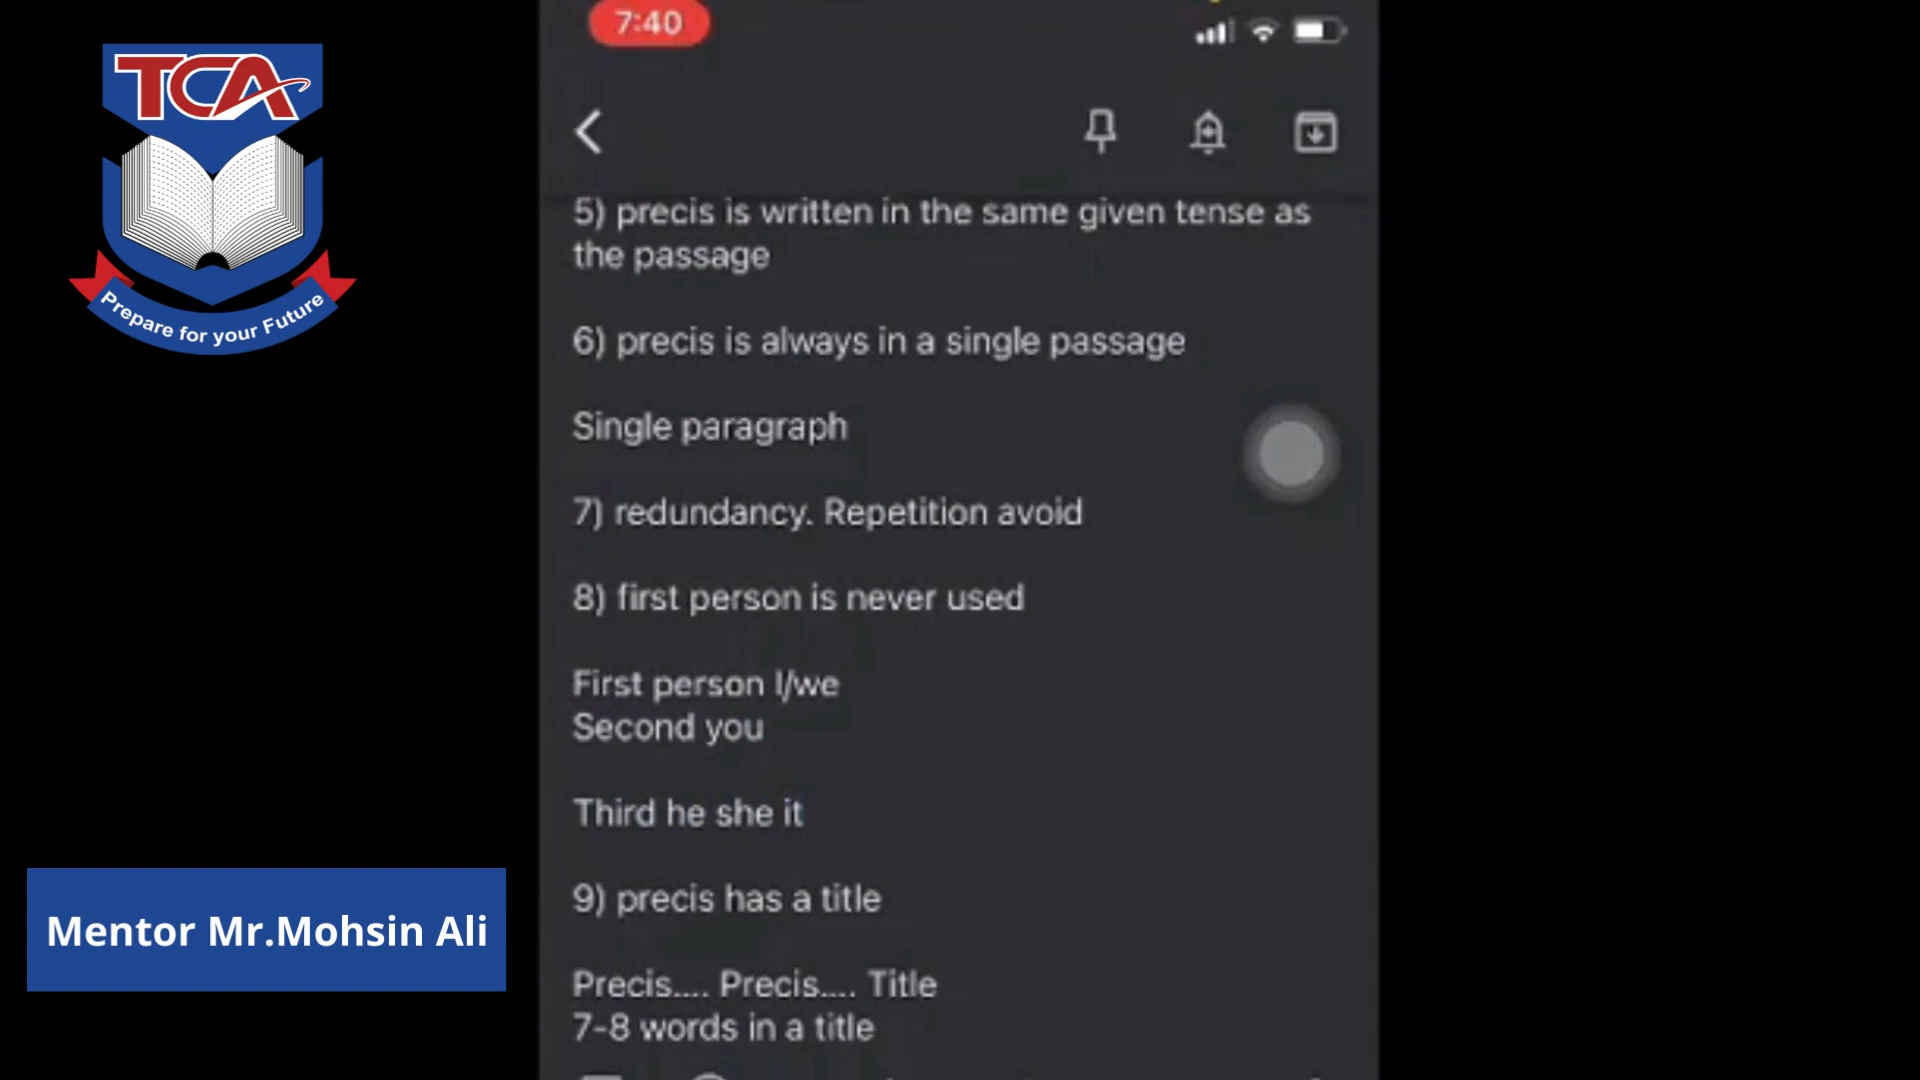 TCA
Prepare for your Future
7:40
5) precis is written in the same given tense as
the passage
6) precis is always in a single passage
Single paragraph
7) redundancy. Repetition avoid
8) first person is never used
First person I/we
Second you
Third he she it
9) precis has a title
Precis.... Precis.... Title
7-8 words in a title
Mentor Mr.Mohsin Ali